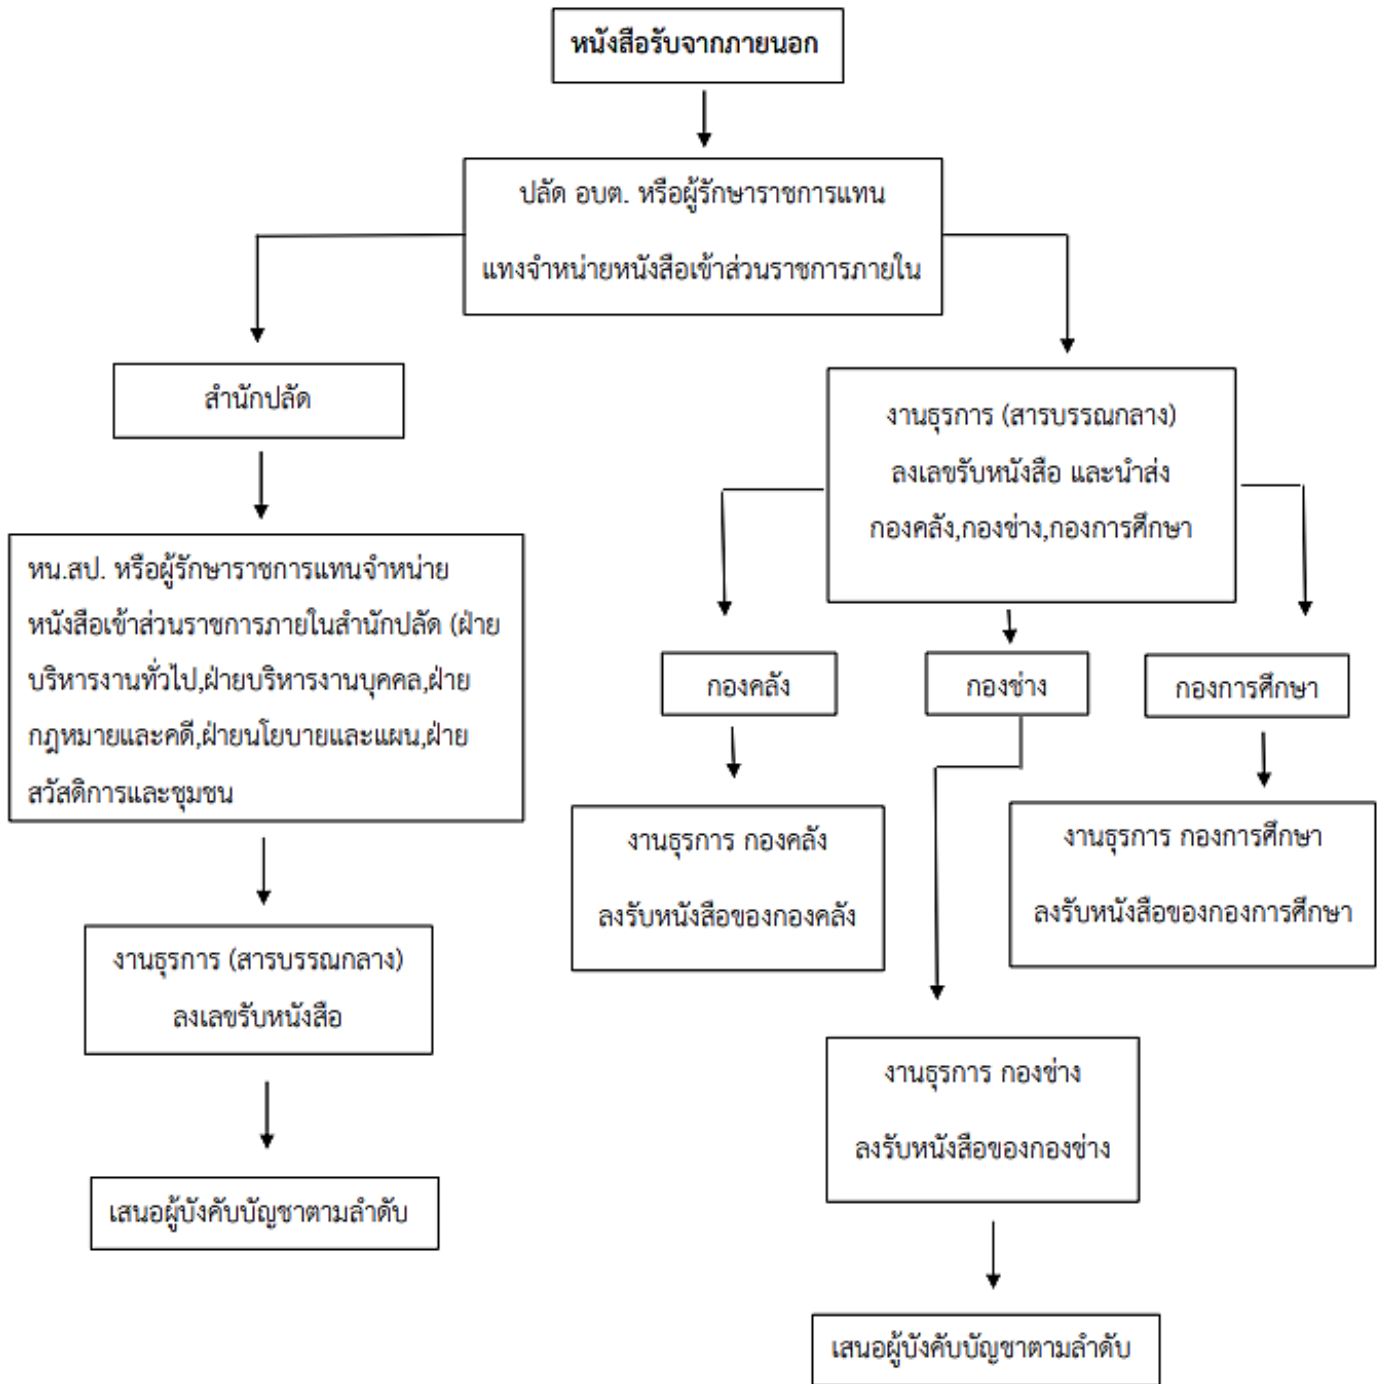 หนังสือรับจากภายนอก
ปลัด อบต. หรือผู้รักษาราชการแทน
แทงจำหน่ายหนังสือเข้าส่วนราชการภายใน
สำนักปลัด
หน.สป. หรือผู้รักษาราชการแทนจำหน่าย
หนังสือเข้าส่วนราชการภายในสำนักปลัด (ฝ่าย
บริหารงานทั่วไป,ฝ่ายบริหารงานบุคคล,ฝ่าย
กฎหมายและคดี,ฝ่ายนโยบายและแผน,ฝ่าย
สวัสดิการและชุมชน
งานธุรการ (สารบรรณกลาง)
ลงเลขรับหนังสือ
เสนอผู้บังคับบัญชาตามลำดับ
งานธุรการ (สารบรรณกลาง)
ลงเลขรับหนังสือ และนำส่ง
กองคลัง,กองช่าง,กองการศึกษา
กองคลัง
กองช่าง
กองการศึกษา
งานธุรการ กองคลัง
ลงรับหนังสือของกองคลัง
งานธุรการ กองการศึกษา
ลงรับหนังสือของกองการศึกษา
งานธุรการ กองช่าง
ลงรับหนังสือของกองช่าง
เสนอผู้บังคับบัญชาตามลำดับ